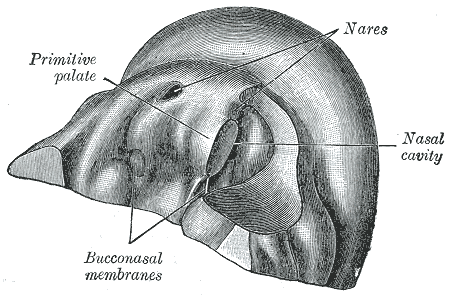 Nares
Primitive
palate
Nasal
cavity
Bucconasal
membranes